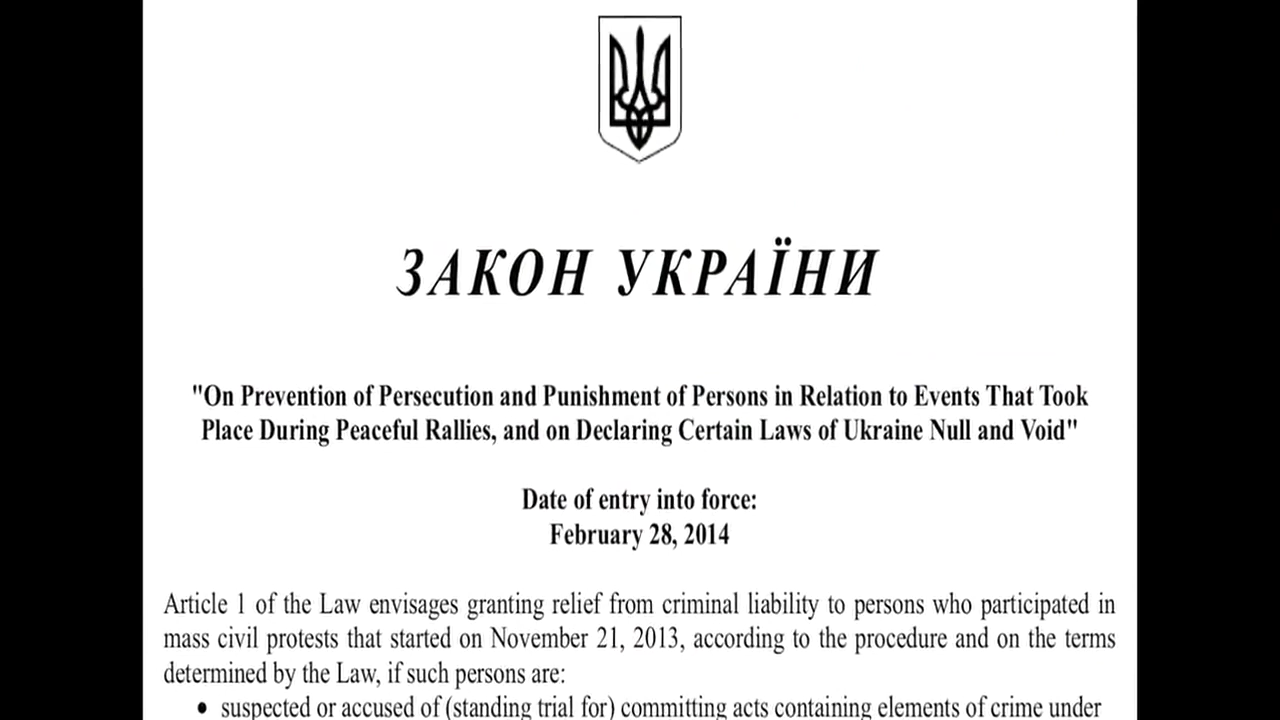 ЗАКОН УКРАЇНИ
"On Prevention of Persecution and Punishment of Persons in Relation to Events That Took
Place During Peaceful Rallies, and on Declaring Certain Laws of Ukraine Null and Void"
Date of entry into force:
February 28, 2014
Article 1 of the Law envisages granting relief from criminal liability to persons who participated in
mass civil protests that started on November 21, 2013, according to the procedure and on the terms
determined by the Law, if such persons are:
• suspected or accused of (standing trial for) committing acts containing elements of crime under